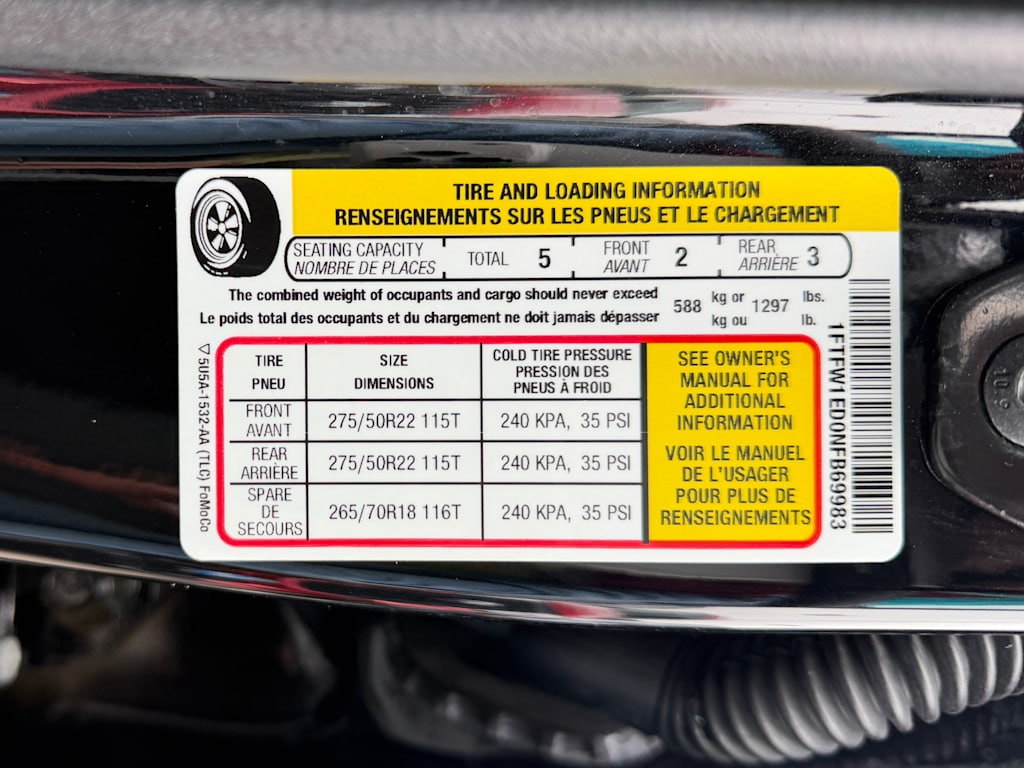 TIRE AND LOADING INFORMATION
RENSEIGNEMENTS SUR LES PNEUS ET LE CHARGEMENT
SEATING CAPACITY
NOMBRE DE PLACES
TOTAL 5
FRONT
AVANT 2
REAR
ARRIÈRE 3
The combined weight of occupants and cargo should never exceed
Le poids total des occupants et du chargement ne doit jamais dépasser
588 kg or 1297 lbs.
kg ou lb.
TIRE
PNEU
SIZE
DIMENSIONS
COLD TIRE PRESSURE
PRESSION DES
PNEUS À FROID
FRONT
AVANT
275/50R22 115T
240 KPA, 35 PSI
REAR
ARRIÈRE
275/50R22 115T
240 KPA, 35 PSI
SPARE
DE
SECOURS
265/70R18 116T
240 KPA, 35 PSI
SEE OWNER'S
MANUAL FOR
ADDITIONAL
INFORMATION
VOIR LE MANUEL
DE L'USAGER
POUR PLUS DE
RENSEIGNEMENTS
5U5A-1532-AA (TLC) FoMoCo
1FTFW1ED0NFB69983
10.9